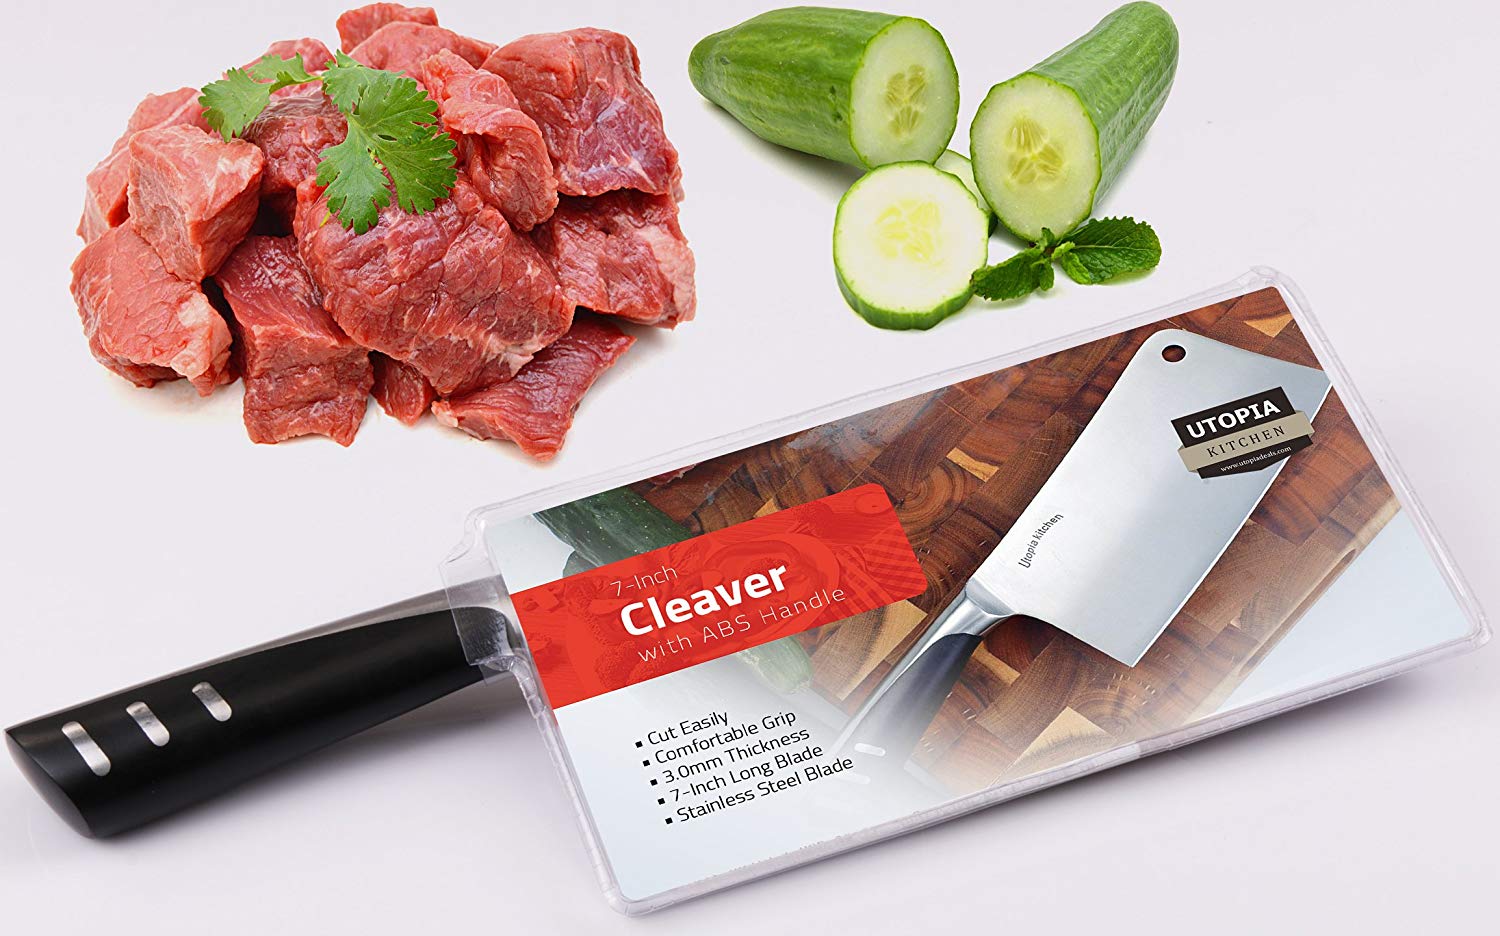 UTOPIA
KITCHEN
www.utopiadeals.com
Utopia kitchen
7-Inch
Cleaver
with ABS Handle
▪ Cut Easily
▪ Comfortable Grip
▪ 3.0mm Thickness
▪ 7-Inch Long Blade
▪ Stainless Steel Blade